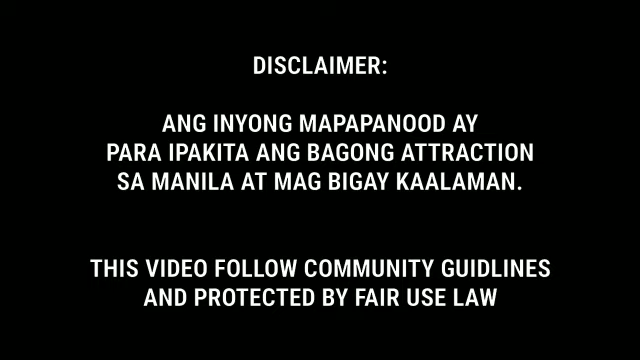 DISCLAIMER:
ANG INYONG MAPAPANOOD AY
PARA IPAKITA ANG BAGONG ATTRACTION
SA MANILA AT MAG BIGAY KAALAMAN.
THIS VIDEO FOLLOW COMMUNITY GUIDLINES
AND PROTECTED BY FAIR USE LAW